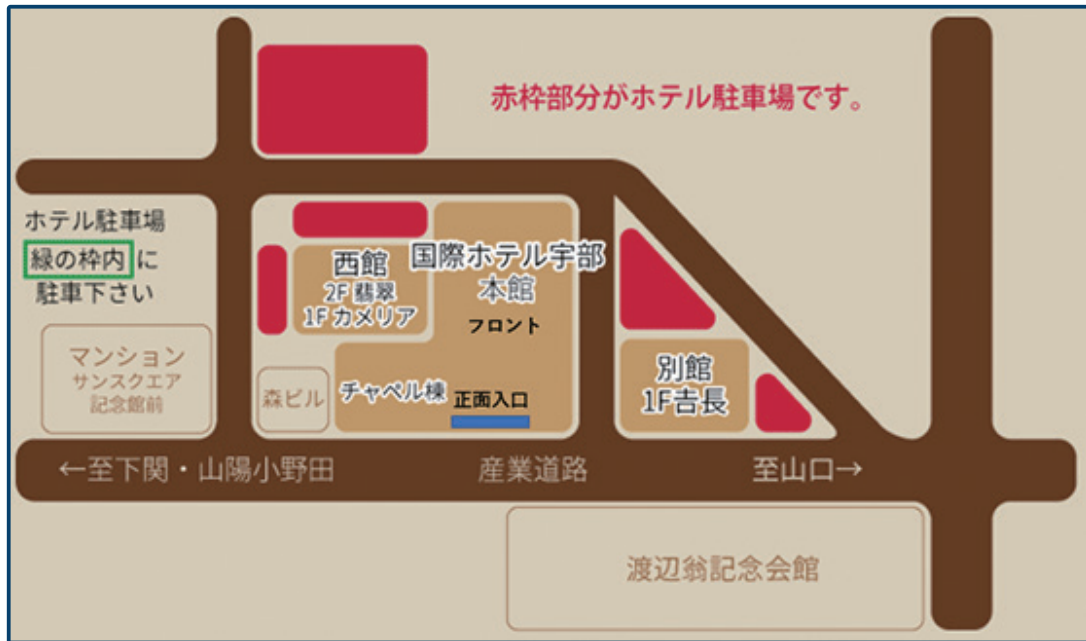 赤枠部分がホテル駐車場です。
ホテル駐車場
緑の枠内に
駐車下さい
西館
2F 翡翠
1F カメリア
国際ホテル宇部
本館
フロント
マンション
サンスクエア
記念館前
森ビル
チャペル棟
正面入口
別館
1F吉長
←至下関・山陽小野田
産業道路
至山口→
渡辺翁記念会館